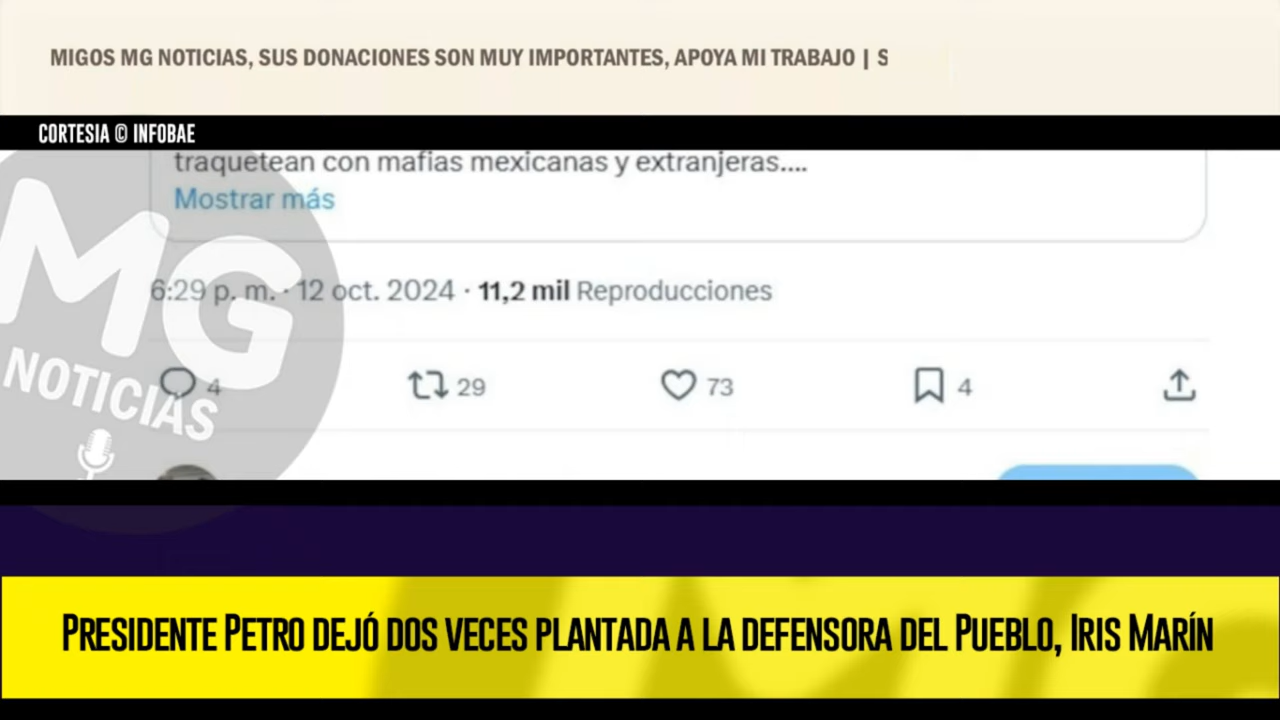 MIGOS MG NOTICIAS, SUS DONACIONES SON MUY IMPORTANTES, APOYA MI TRABAJO | S
CORTESIA © INFOBAE
traquetean con mafias mexicanas y extranjeras....
Mostrar más
6:29 p. m. · 12 oct. 2024 · 11,2 mil Reproducciones
4 29 73 4
MG
NOTICIAS
PRESIDENTE PETRO DEJÓ DOS VECES PLANTADA A LA DEFENSORA DEL PUEBLO, IRIS MARÍN